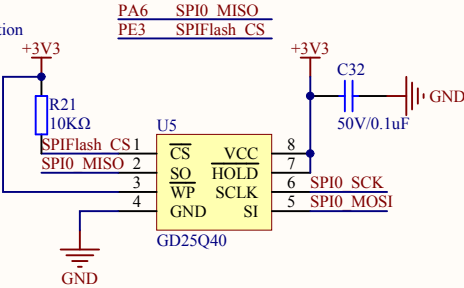 PA6 SPI0_MISO
PE3 SPIFlash_CS
+3V3
+3V3
C32
GND
50V/0.1uF
R21
10KΩ
U5
SPIFlash_CS 1 CS VCC 8
SPI0_MISO 2 SO HOLD 7
3 WP SCLK 6 SPI0_SCK
4 GND SI 5 SPI0_MOSI
GD25Q40
GND